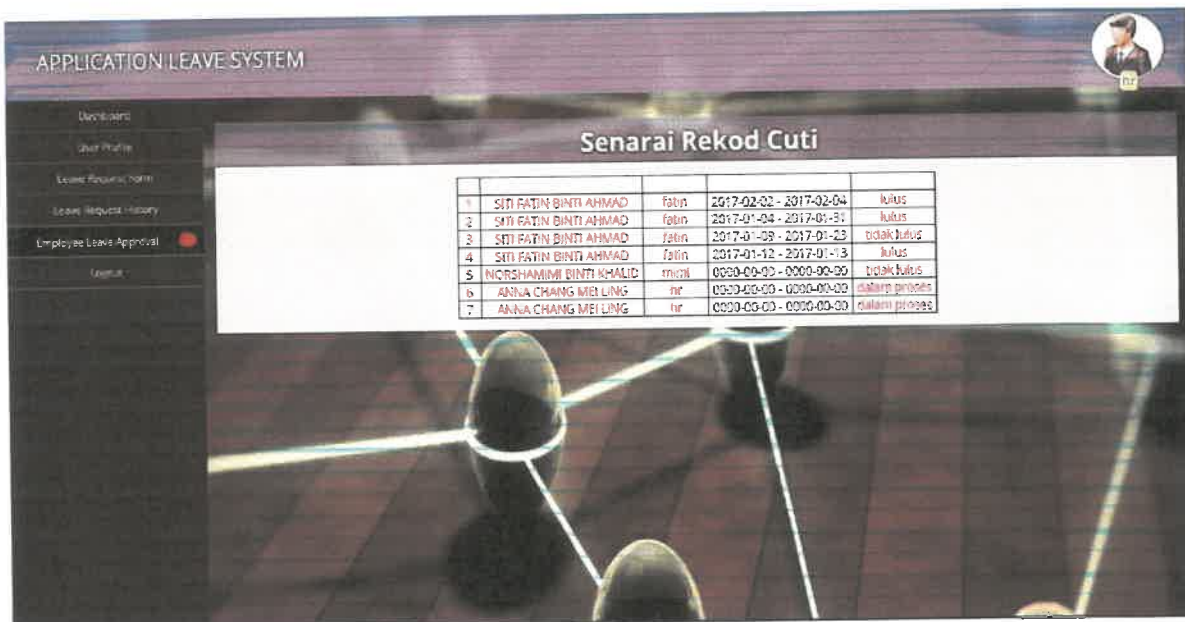 APPLICATION LEAVE SYSTEM
hr
Dashboard
User Profile
Leave Request Form
Leave Request History
Employee Leave Approval
Logout
Senarai Rekod Cuti
1 SITI FATIN BINTI AHMAD fatin 2017-02-02 - 2017-02-04 lulus
2 SITI FATIN BINTI AHMAD fatin 2017-01-04 - 2017-01-31 lulus
3 SITI FATIN BINTI AHMAD fatin 2017-01-09 - 2017-01-23 tidak lulus
4 SITI FATIN BINTI AHMAD fatin 2017-01-12 - 2017-01-13 lulus
5 NORSHAMIMI BINTI KHALID mimi 0000-00-00 - 0000-00-00 tidak lulus
6 ANNA CHANG MEI LING hr 0000-00-00 - 0000-00-00 dalam proses
7 ANNA CHANG MEI LING hr 0000-00-00 - 0000-00-00 dalam proses